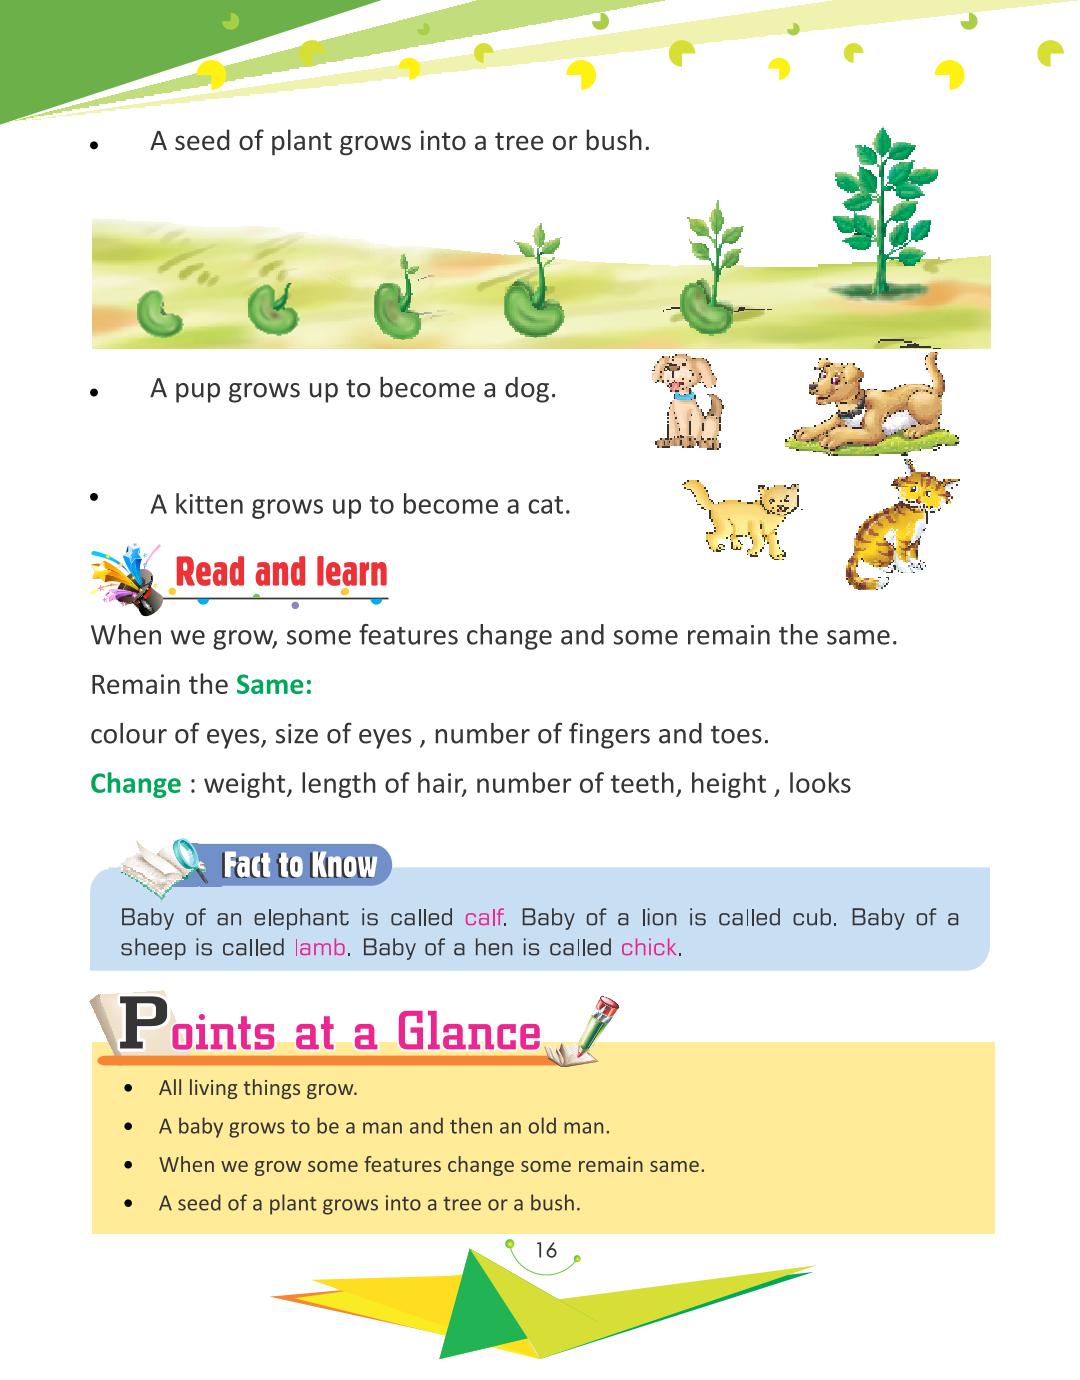 • A seed of plant grows into a tree or bush.
• A pup grows up to become a dog.
• A kitten grows up to become a cat.
Read and learn
When we grow, some features change and some remain the same.
Remain the Same:
colour of eyes, size of eyes , number of fingers and toes.
Change : weight, length of hair, number of teeth, height , looks
Fact to Know
Baby of an elephant is called calf. Baby of a lion is called cub. Baby of a
sheep is called lamb. Baby of a hen is called chick.
Points at a Glance
• All living things grow.
• A baby grows to be a man and then an old man.
• When we grow some features change some remain same.
• A seed of a plant grows into a tree or a bush.
16